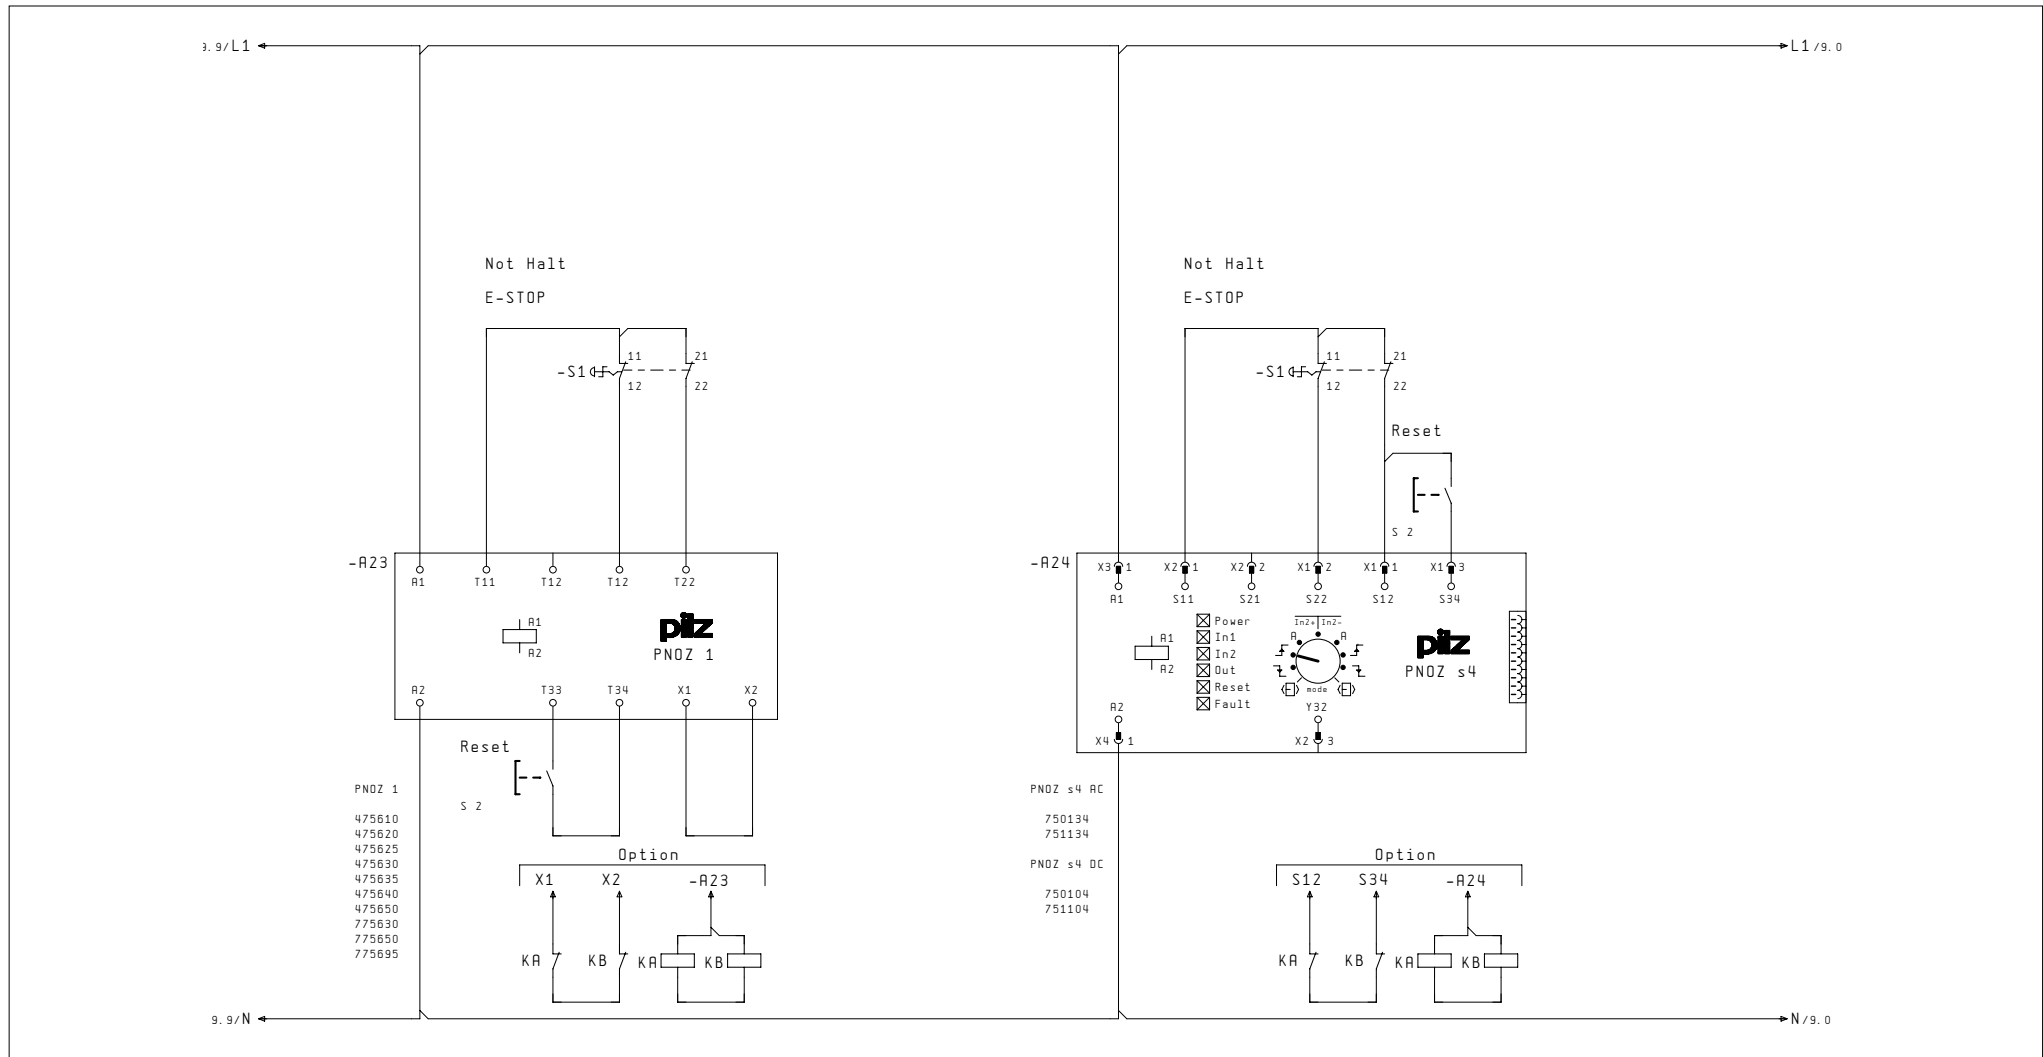 9.9/L1
L1/9.0
Not Halt
E-STOP
Not Halt
E-STOP
11
21
-S1
12
22
11
21
-S1
12
22
Reset
S 2
-A23
A1
T11
T12
T12
T22
-A24
X3 1
X2 1
X2 2
X1 2
X1 1
X1 3
A1
S11
S21
S22
S12
S34
A1
A2
pilz
PNOZ 1
A1
A2
Power
In1
In2
Out
Reset
Fault
In2+
In2-
A
A
mode
pilz
PNOZ s4
A2
T33
T34
X1
X2
A2
Y32
X4 1
X2 3
Reset
S 2
PNOZ 1
475610
475620
475625
475630
475635
475640
475650
775630
775650
775695
PNOZ s4 AC
750134
751134
PNOZ s4 DC
750104
751104
Option
X1
X2
-A23
KA
KB
KA
KB
Option
S12
S34
-A24
KA
KB
KA
KB
9.9/N
N/9.0